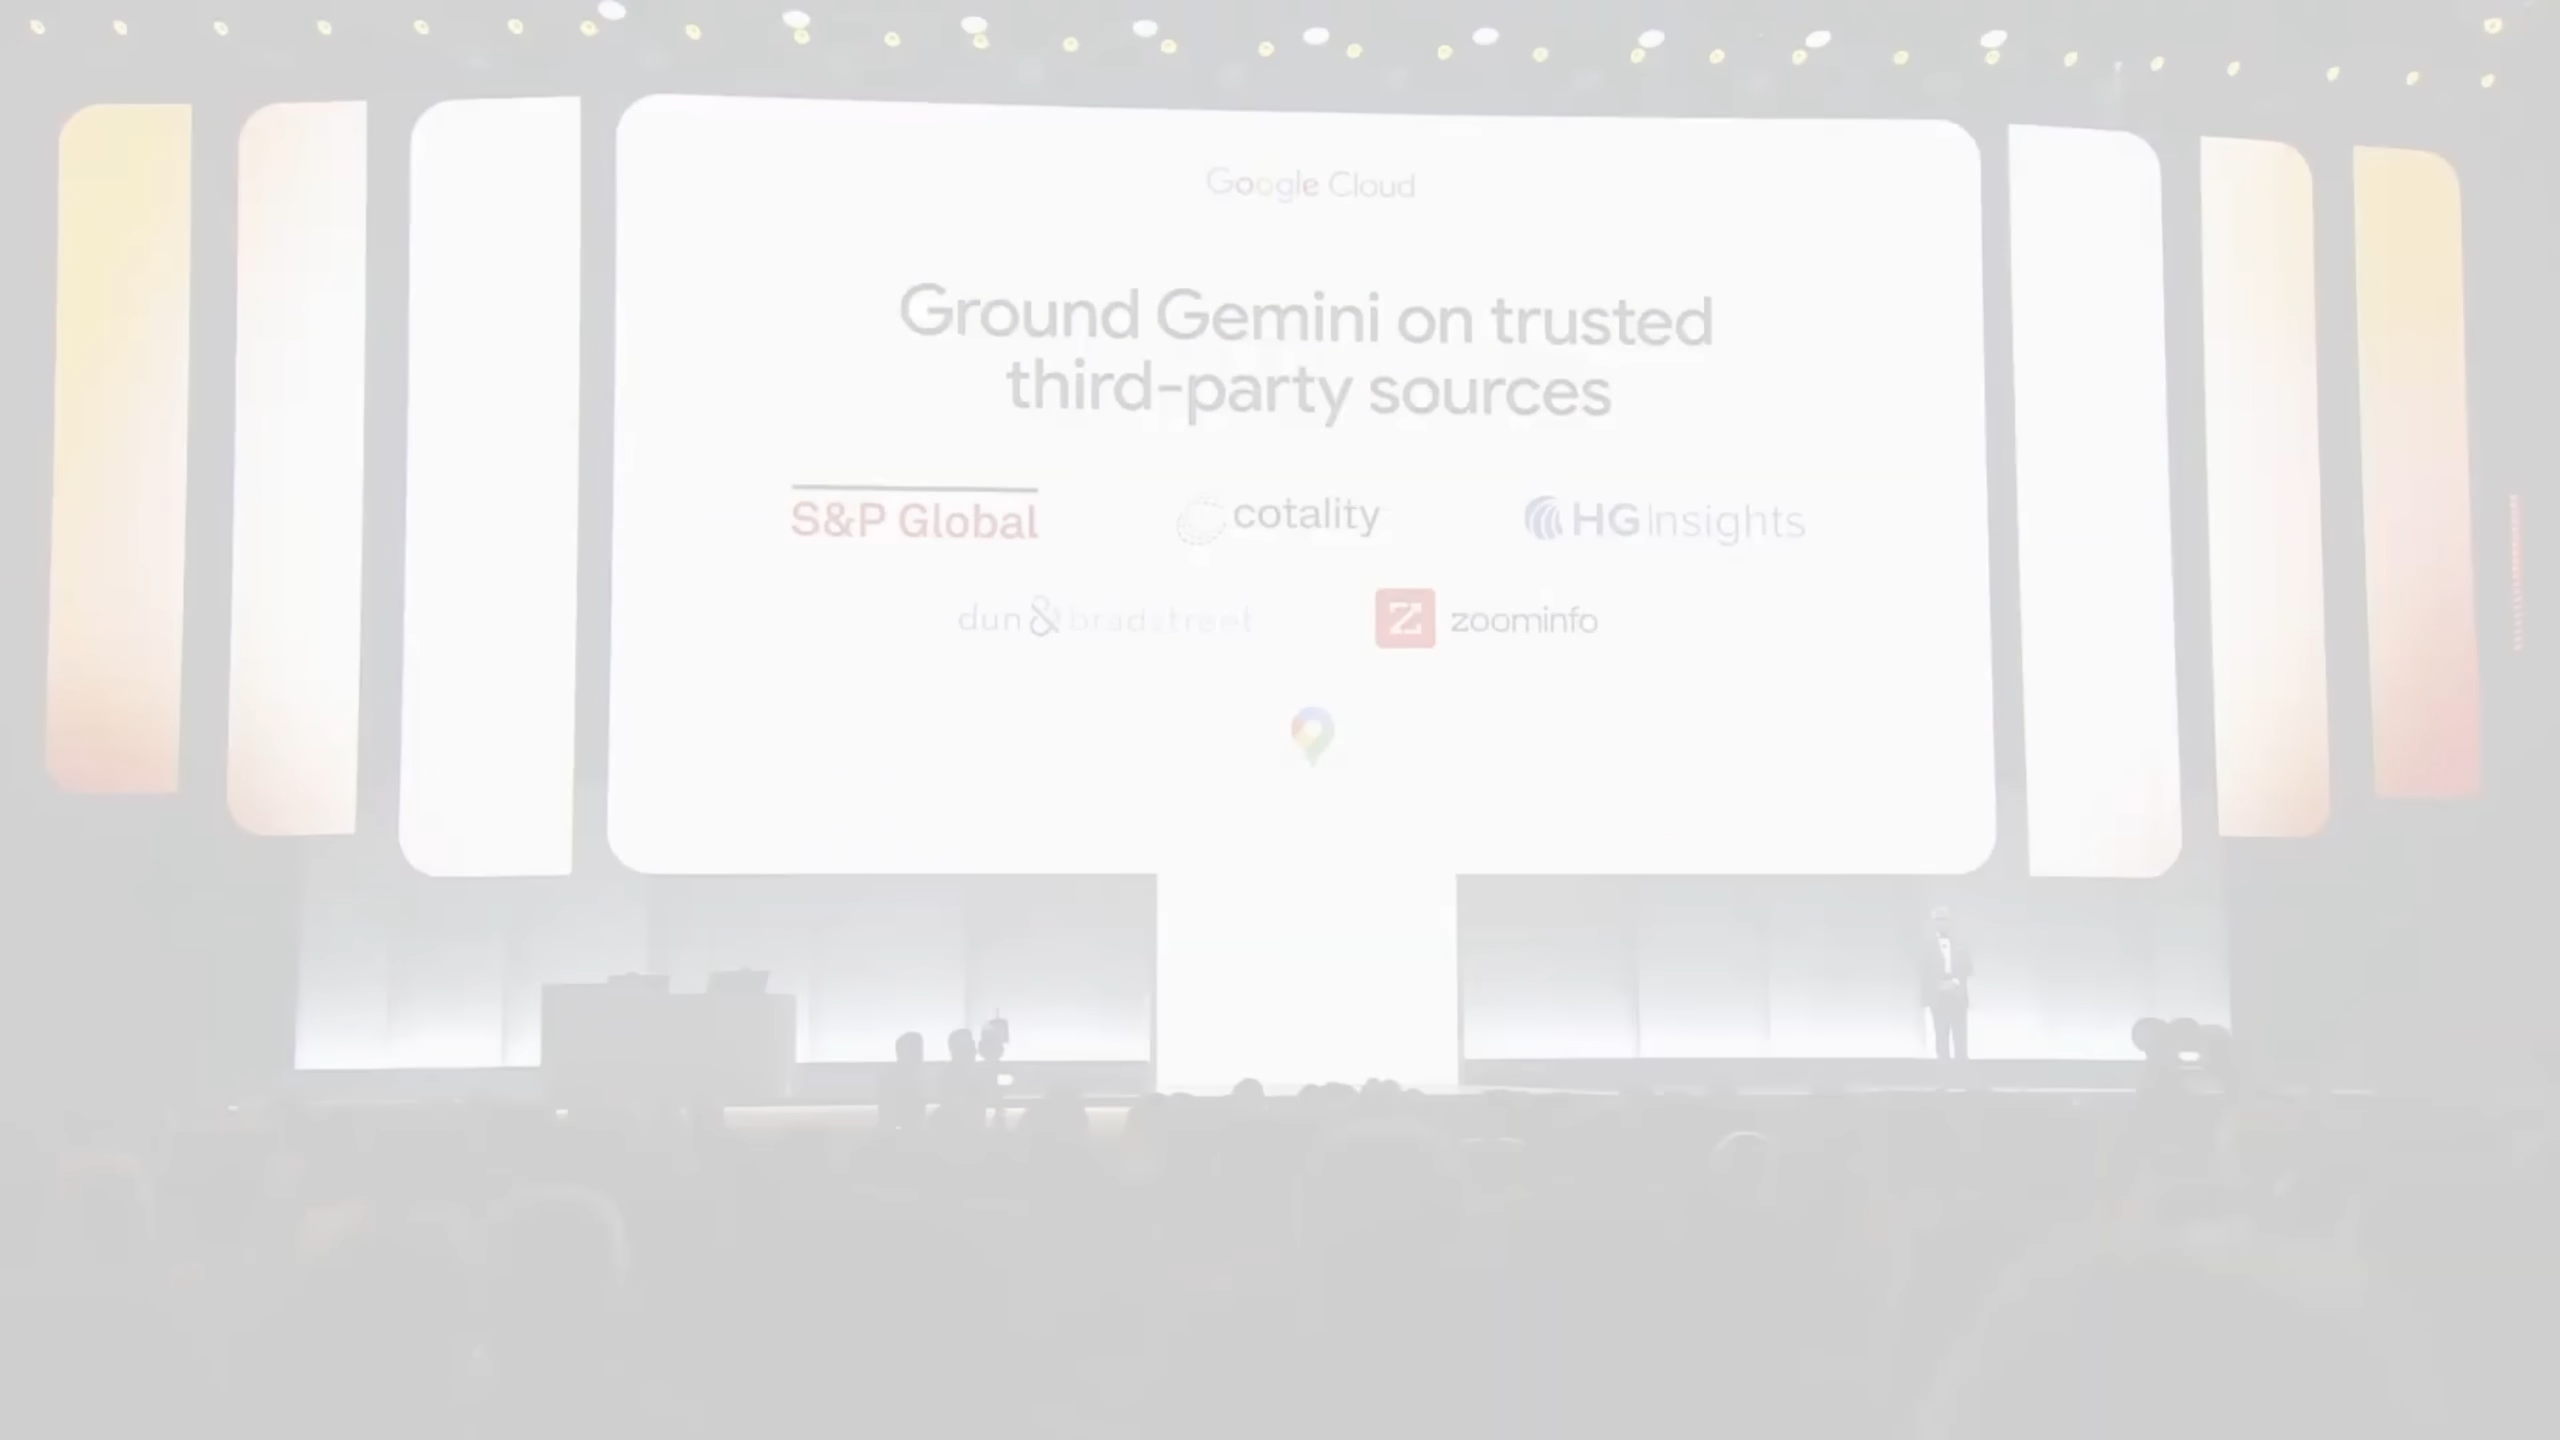 Google Cloud
Ground Gemini on trusted
third-party sources
S&P Global
cotality
HG Insights
dun & bradstreet
Z zoominfo